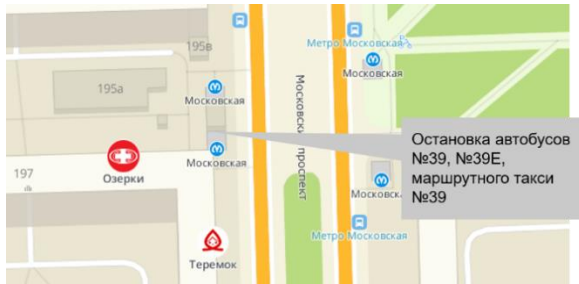 195в
Метро Московская
195а
Московская
Московская
Московский проспект
Остановка автобусов
№39, №39Е,
маршрутного такси
№39
Московская
197
Озерки
Московск
Метро Московская
Теремок